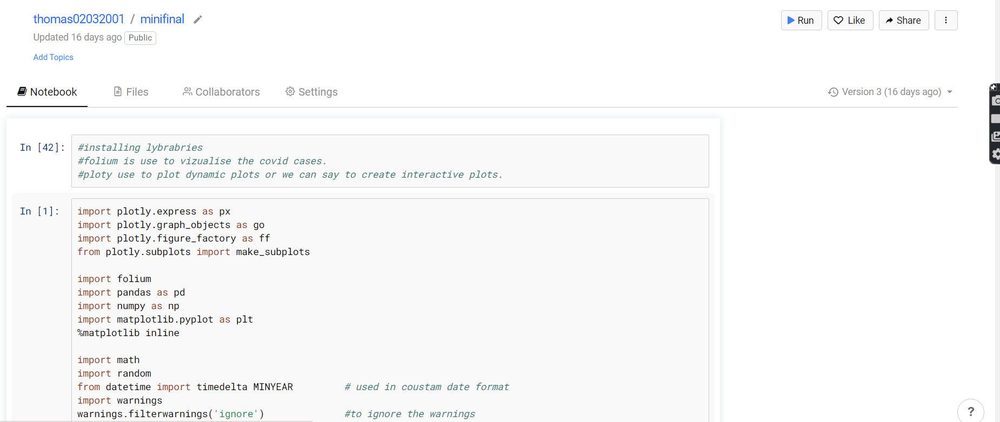 thomas02032001 / minifinal
Run
Like
Share
Updated 16 days ago Public
Add Topics
Notebook
Files
Collaborators
Settings
Version 3 (16 days ago)
In [42]:
#installing lybrabries
#folium is use to vizualise the covid cases.
#ploty use to plot dynamic plots or we can say to create interactive plots.
In [1]:
import plotly.express as px
import plotly.graph_objects as go
import plotly.figure_factory as ff
from plotly.subplots import make_subplots
import folium
import pandas as pd
import numpy as np
import matplotlib.pyplot as plt
%matplotlib inline
import math
import random
from datetime import timedelta MINYEAR # used in coustam date format
import warnings
warnings.filterwarnings('ignore') #to ignore the warnings
?